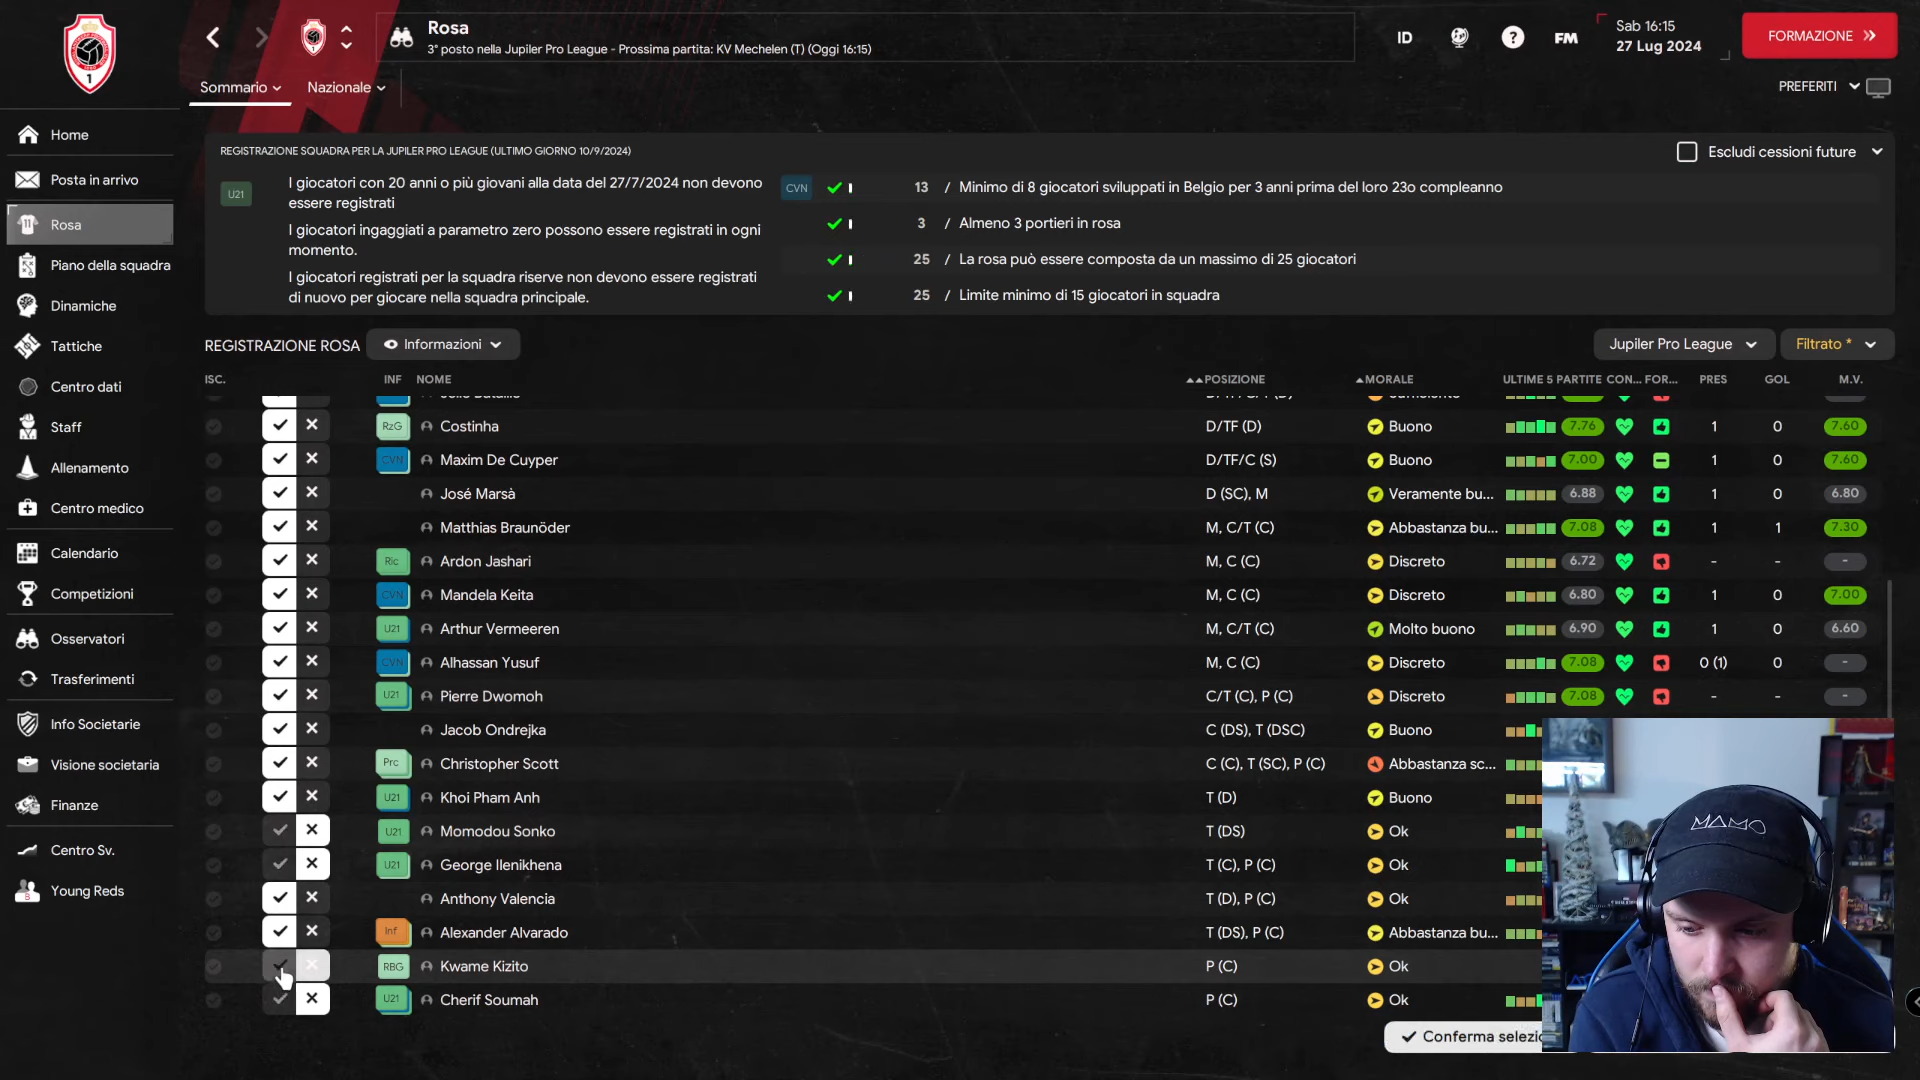 Rosa
3° posto nella Jupiler Pro League - Prossima partita: KV Mechelen (T) (Oggi 16:15)
ID
FM
Sab 16:15
27 Lug 2024
FORMAZIONE
1
Sommario
Nazionale
PREFERITI
Home
Posta in arrivo
Rosa
Piano della squadra
Dinamiche
Tattiche
Centro dati
Staff
Allenamento
Centro medico
Calendario
Competizioni
Osservatori
Trasferimenti
Info Societarie
Visione societaria
Finanze
Centro Sv.
Young Reds
REGISTRAZIONE SQUADRA PER LA JUPILER PRO LEAGUE (ULTIMO GIORNO 10/9/2024)
Escludi cessioni future
U21
I giocatori con 20 anni o più giovani alla data del 27/7/2024 non devono
essere registrati
I giocatori ingaggiati a parametro zero possono essere registrati in ogni
momento.
I giocatori registrati per la squadra riserve non devono essere registrati
di nuovo per giocare nella squadra principale.
CVN 13 / Minimo di 8 giocatori sviluppati in Belgio per 3 anni prima del loro 23o compleanno
3 / Almeno 3 portieri in rosa
25 / La rosa può essere composta da un massimo di 25 giocatori
25 / Limite minimo di 15 giocatori in squadra
REGISTRAZIONE ROSA Informazioni
Jupiler Pro League
Filtrato *
ISC. INF NOME POSIZIONE MORALE ULTIME 5 PARTITE CON... FOR... PRES GOL M.V.
RzG Costinha D/TF (D) Buono 7.76 1 0 7.60
CVN Maxim De Cuyper D/TF/C (S) Buono 7.00 1 0 7.60
José Marsà D (SC), M Veramente bu... 6.88 1 0 6.80
Matthias Braunöder M, C/T (C) Abbastanza bu... 7.08 1 1 7.30
Ric Ardon Jashari M, C (C) Discreto 6.72 - - -
CVN Mandela Keita M, C (C) Discreto 6.80 1 0 7.00
U21 Arthur Vermeeren M, C/T (C) Molto buono 6.90 1 0 6.60
CVN Alhassan Yusuf M, C (C) Discreto 7.08 0 (1) 0 -
U21 Pierre Dwomoh C/T (C), P (C) Discreto 7.08 - - -
Jacob Ondrejka C (DS), T (DSC) Buono
Prc Christopher Scott C (C), T (SC), P (C) Abbastanza sc...
U21 Khoi Pham Anh T (D) Buono
U21 Momodou Sonko T (DS) Ok
U21 George Ilenikhena T (C), P (C) Ok
Anthony Valencia T (D), P (C) Ok
Inf Alexander Alvarado T (DS), P (C) Abbastanza bu...
RBG Kwame Kizito P (C) Ok
U21 Cherif Soumah P (C) Ok
Conferma selezio
MAMO